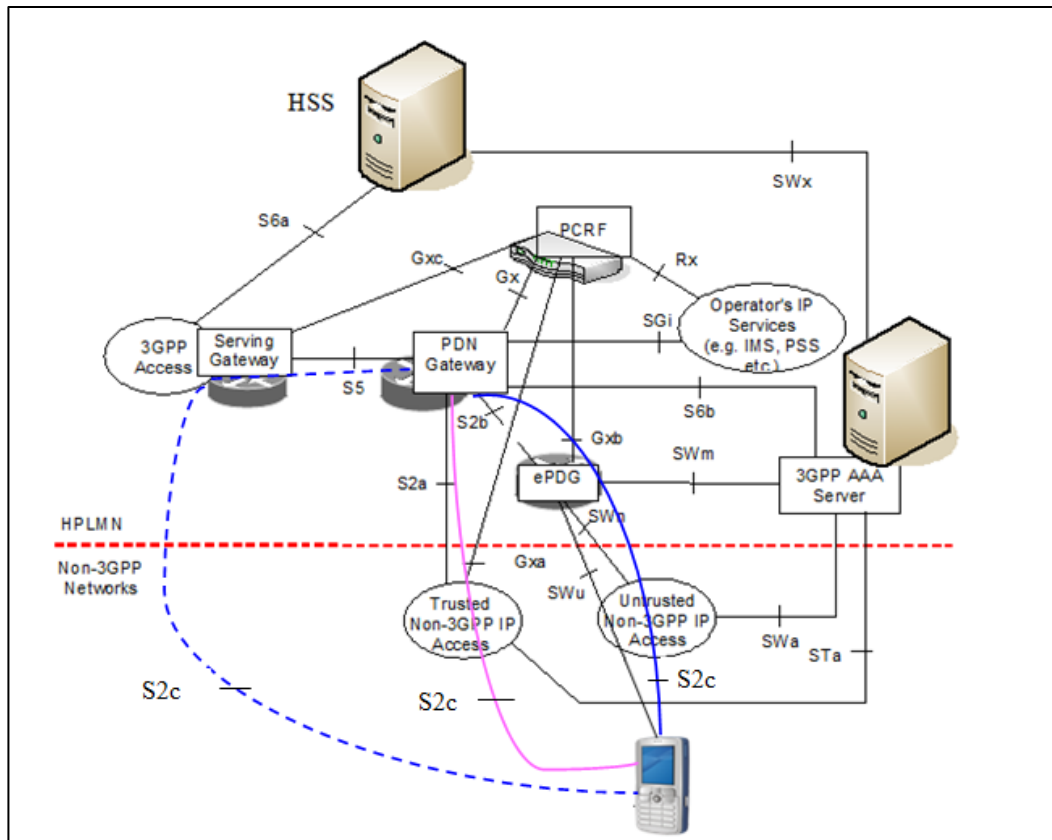 HSS
SWx
S6a
PCRF
Gxc
Rx
Gx
Operator's IP
Services
(e.g. IMS, PSS
etc.)
SGi
3GPP
Access
Serving
Gateway
PDN
Gateway
S5
S6b
S2b
Gxb
SWm
ePDG
3GPP AAA
Server
S2a
SWn
HPLMN
Non-3GPP
Networks
Gxa
SWu
Trusted
Non-3GPP IP
Access
Untrusted
Non-3GPP IP
Access
SWa
STa
S2c
S2c
S2c